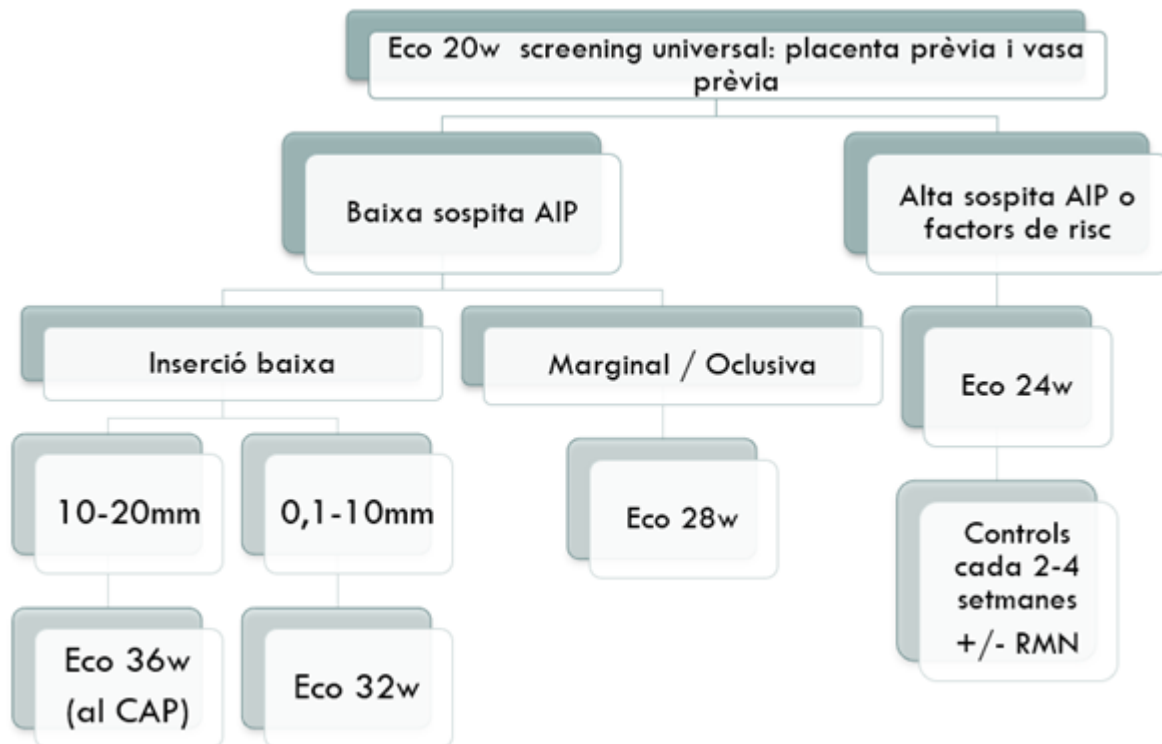 Eco 20w screening universal: placenta prèvia i vasa
prèvia
Baixa sospita AIP
Alta sospita AIP o
factors de risc
Inserció baixa
Marginal / Oclusiva
Eco 24w
10-20mm
0,1-10mm
Eco 28w
Controls
cada 2-4
setmanes
+/- RMN
Eco 36w
(al CAP)
Eco 32w